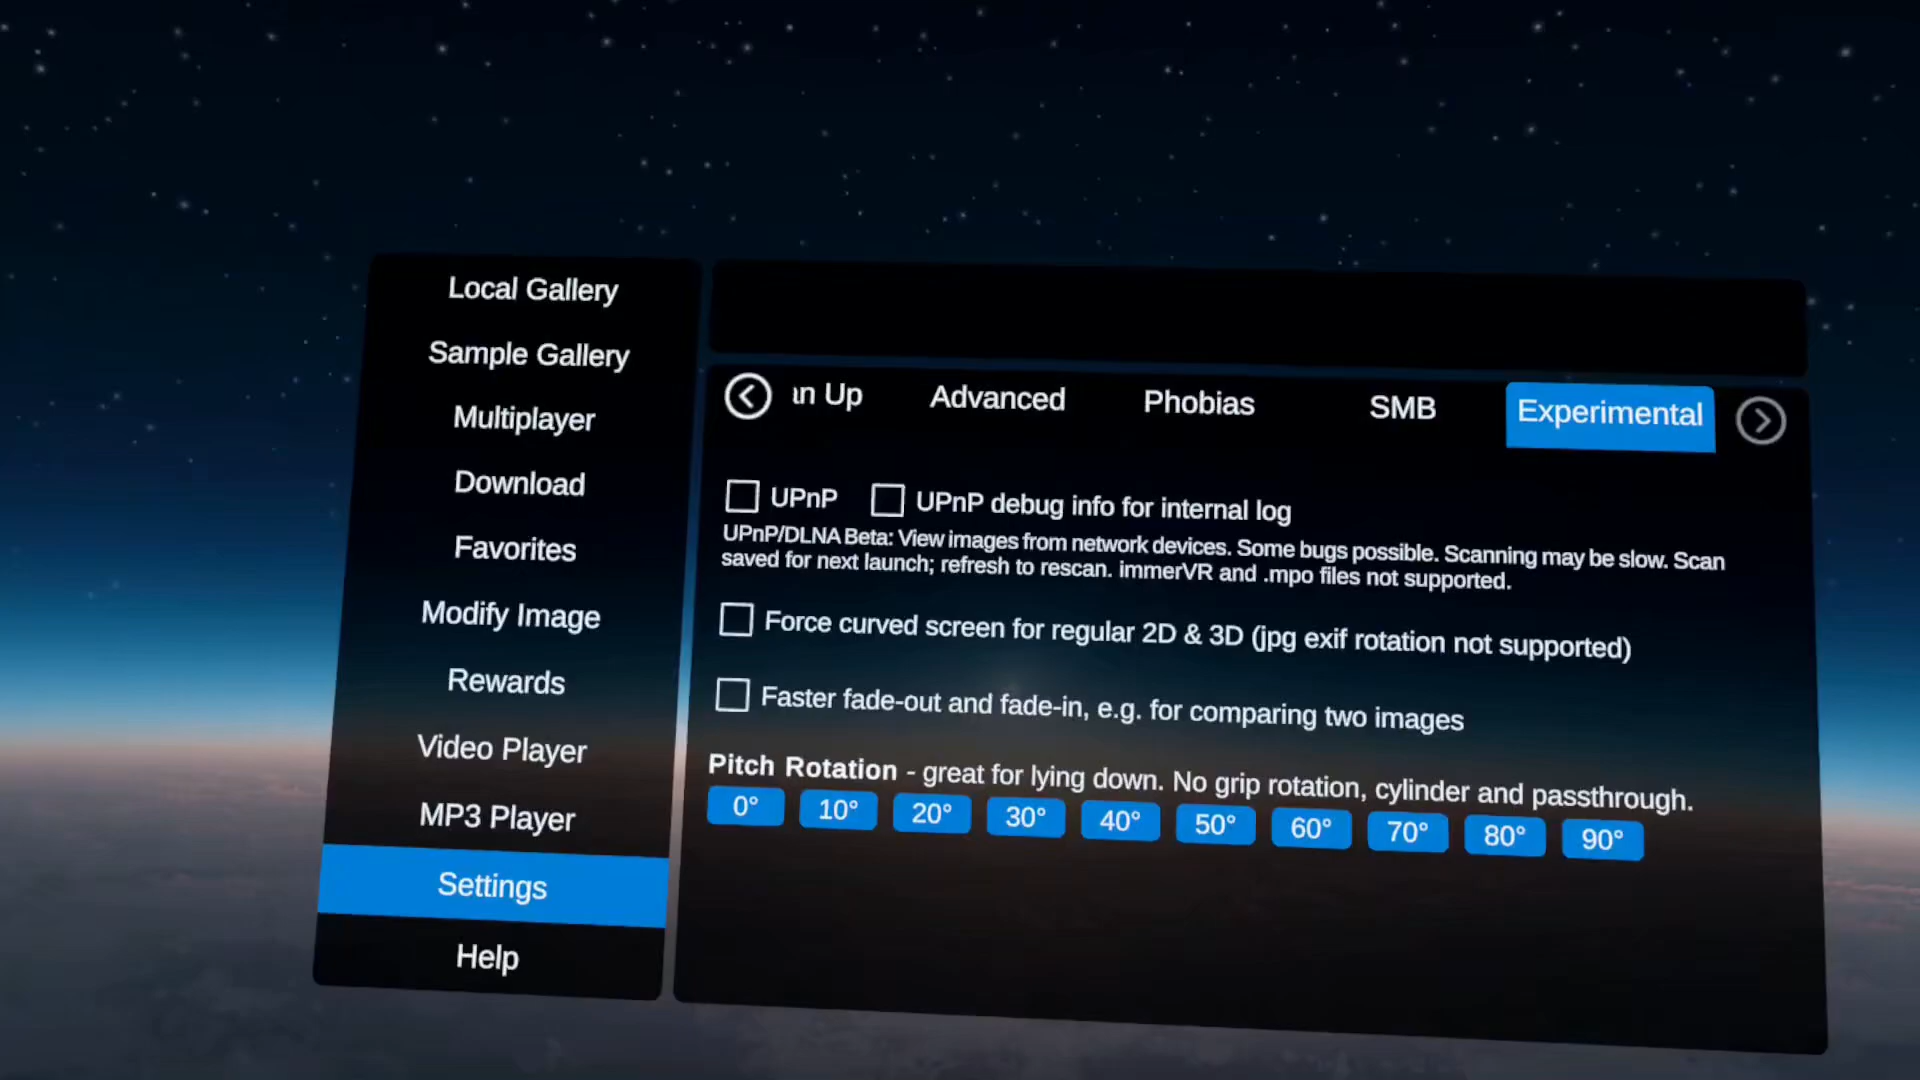 Local Gallery
Sample Gallery
Multiplayer
Download
Favorites
Modify Image
Rewards
Video Player
MP3 Player
Settings
Help
an Up Advanced Phobias SMB Experimental
UPnP UPnP debug info for internal log
UPnP/DLNA Beta: View images from network devices. Some bugs possible. Scanning may be slow. Scan
saved for next launch; refresh to rescan. immerVR and .mpo files not supported.
Force curved screen for regular 2D & 3D (jpg exif rotation not supported)
Faster fade-out and fade-in, e.g. for comparing two images
Pitch Rotation - great for lying down. No grip rotation, cylinder and passthrough.
0° 10° 20° 30° 40° 50° 60° 70° 80° 90°